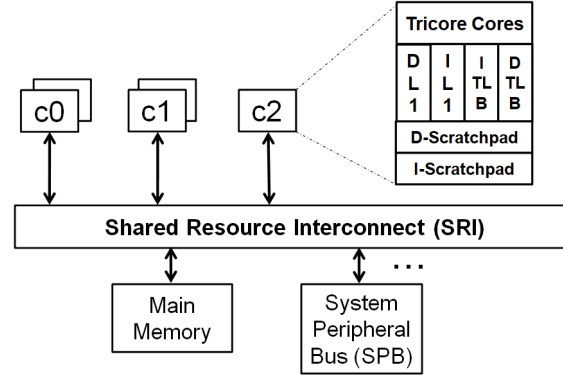 Tricore Cores
D L 1
I L 1
I TL B
D TL B
D-Scratchpad
I-Scratchpad
c0
c1
c2
Shared Resource Interconnect (SRI)
...
Main
Memory
System
Peripheral
Bus (SPB)